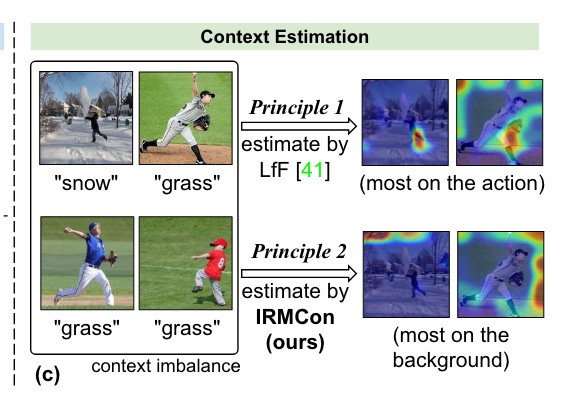 Context Estimation
Principle 1
estimate by
LfF [41]
"snow"
"grass"
(most on the action)
Principle 2
estimate by
IRMCon
(ours)
"grass"
"grass"
(most on the
background)
(c)
context imbalance